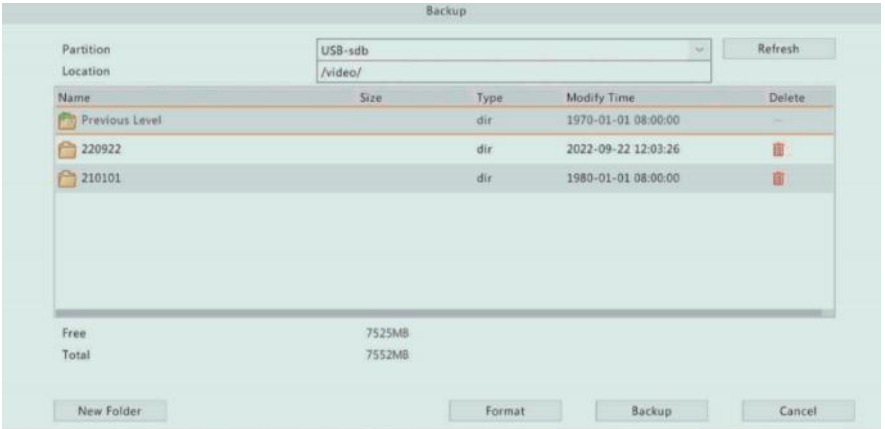 Backup
Partition USB-sdb Refresh
Location /video/
Name Size Type Modify Time Delete
Previous Level dir 1970-01-01 08:00:00 --
220922 dir 2022-09-22 12:03:26
210101 dir 1980-01-01 08:00:00
Free 7525MB
Total 7552MB
New Folder Format Backup Cancel